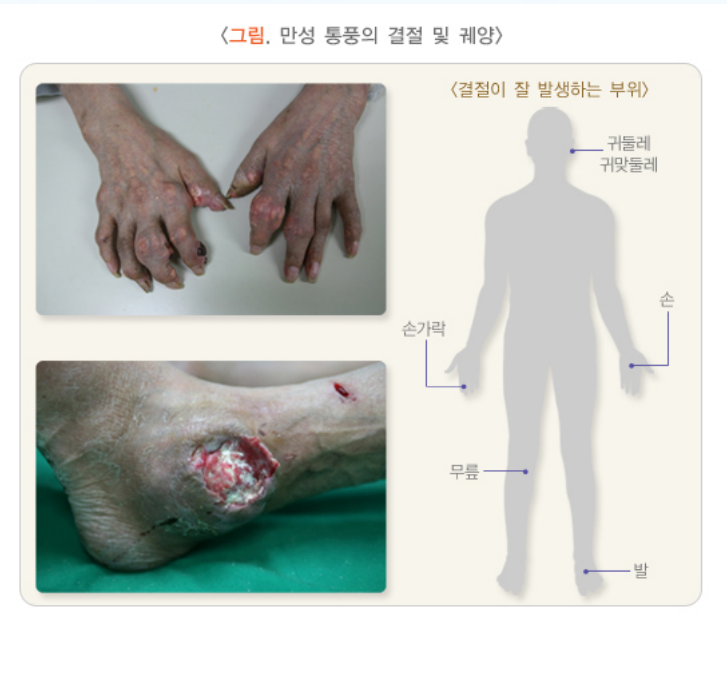 〈그림. 만성 통풍의 결절 및 궤양〉
〈결절이 잘 발생하는 부위〉
귀둘레
귀맞둘레
손
손가락
무릎
발